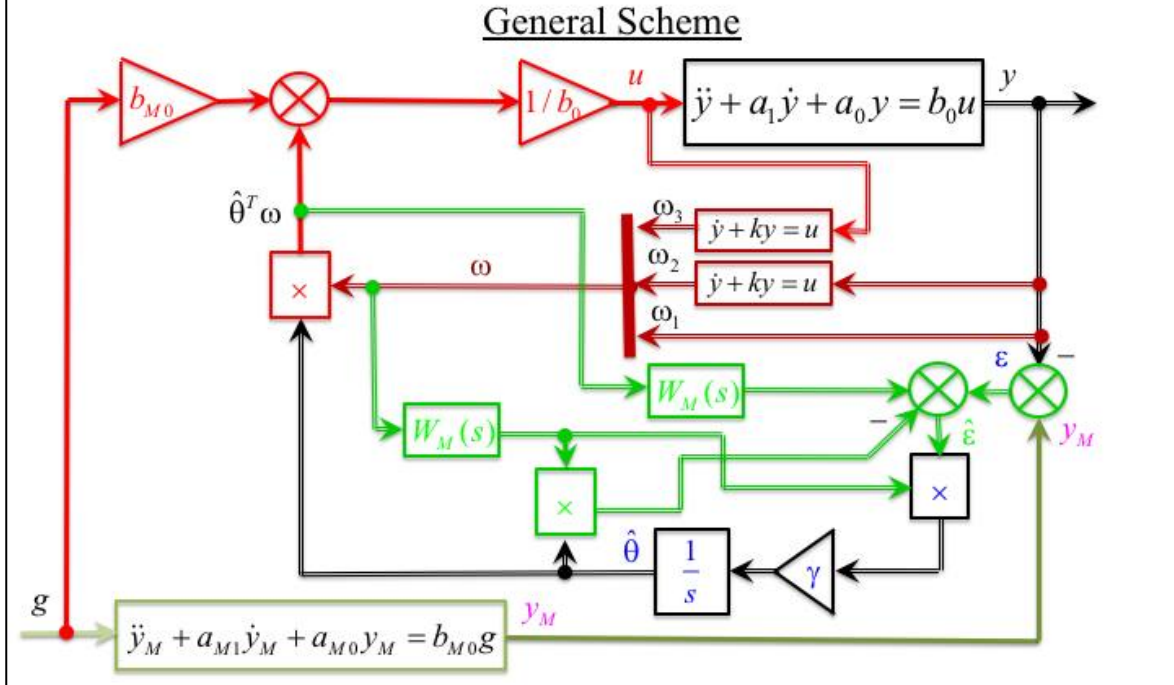 General Scheme
b_{M0}
1 / b_0
u
ÿ + a_1ẏ + a_0y = b_0u
y
θ̂^T ω
ω_3
ẏ + ky = u
ω
ω_2
ẏ + ky = u
×
ω_1
ε
−
W_M(s)
W_M(s)
−
ε̂
y_M
×
×
θ̂
1/s
γ
g
y_M
ÿ_M + a_{M1}ẏ_M + a_{M0}y_M = b_{M0}g